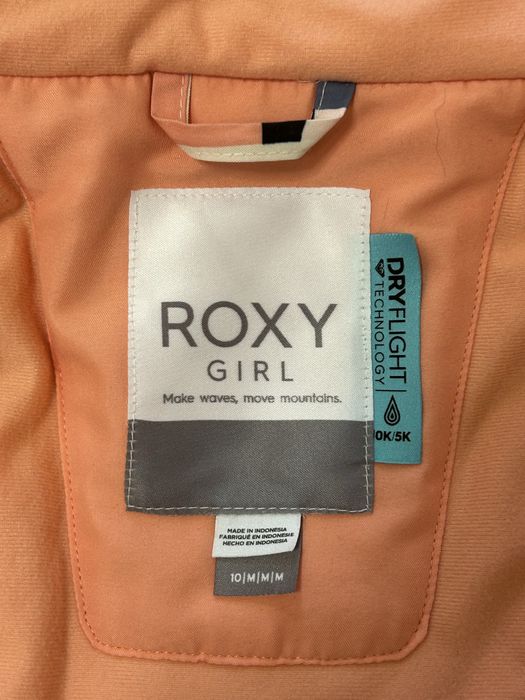 ROXY
GIRL
Make waves, move mountains.
DRYFLIGHT
TECHNOLOGY
0K/5K
MADE IN INDONESIA
FABRIQUÉ EN INDONESIE
HECHO EN INDONESIA
10|M|M|M